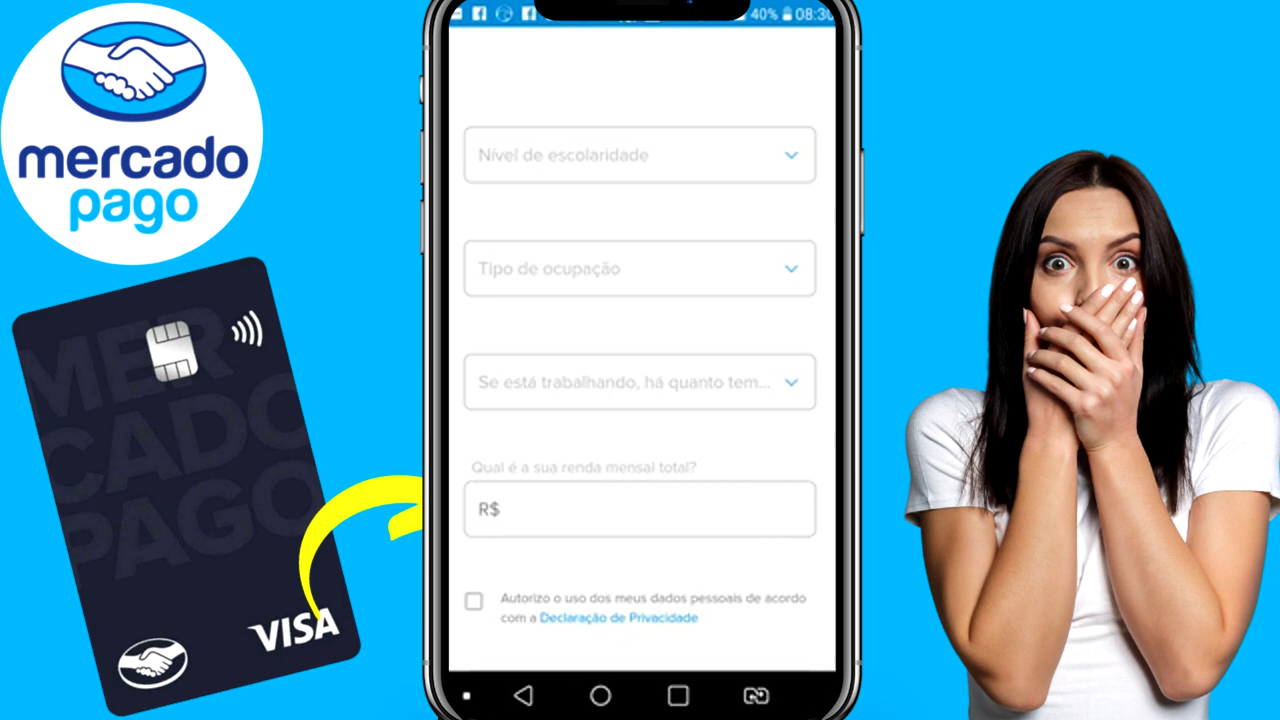 mercado
pago
MER
CADO
PAGO
VISA
40% 08:30
Nível de escolaridade
Tipo de ocupação
Se está trabalhando, há quanto tem...
Qual é a sua renda mensal total?
R$
Autorizo o uso dos meus dados pessoais de acordo
com a Declaração de Privacidade